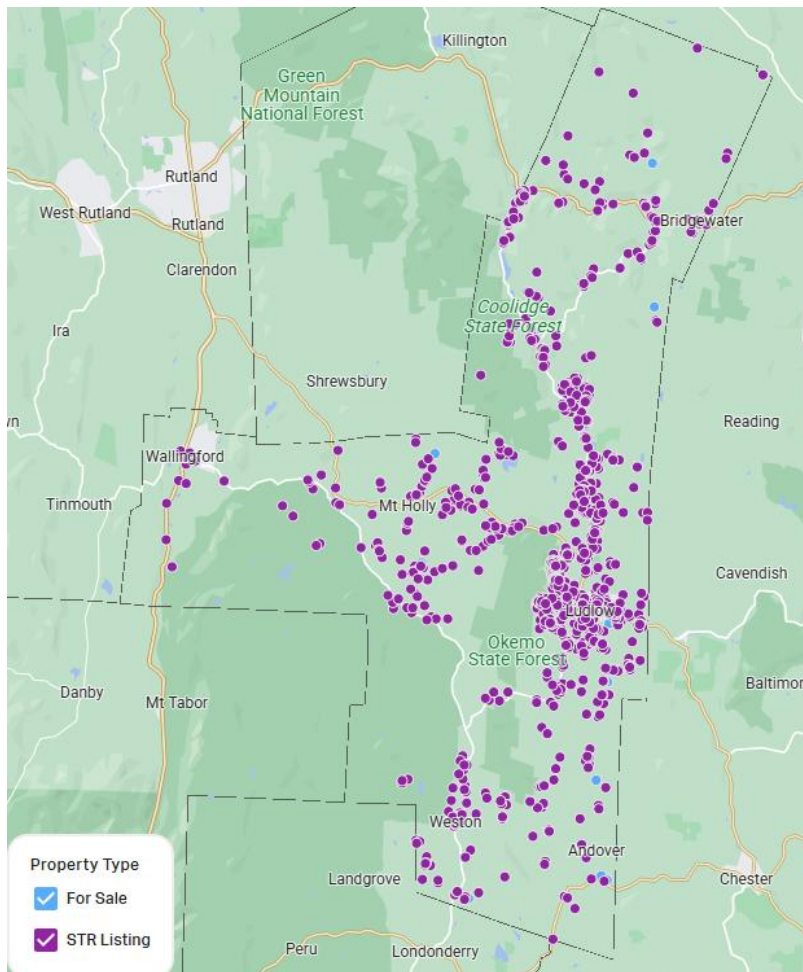 Killington
Green
Mountain
National Forest
Rutland
West Rutland
Rutland
Bridgewater
Clarendon
Coolidge
State Forest
Ira
Shrewsbury
Reading
wn
Wallingford
Tinmouth
Mt Holly
Cavendish
Ludlow
Okemo
State Forest
Danby
Mt Tabor
Baltimor
Weston
Andover
Property Type
For Sale
STR Listing
Landgrove
Chester
Peru
Londonderry